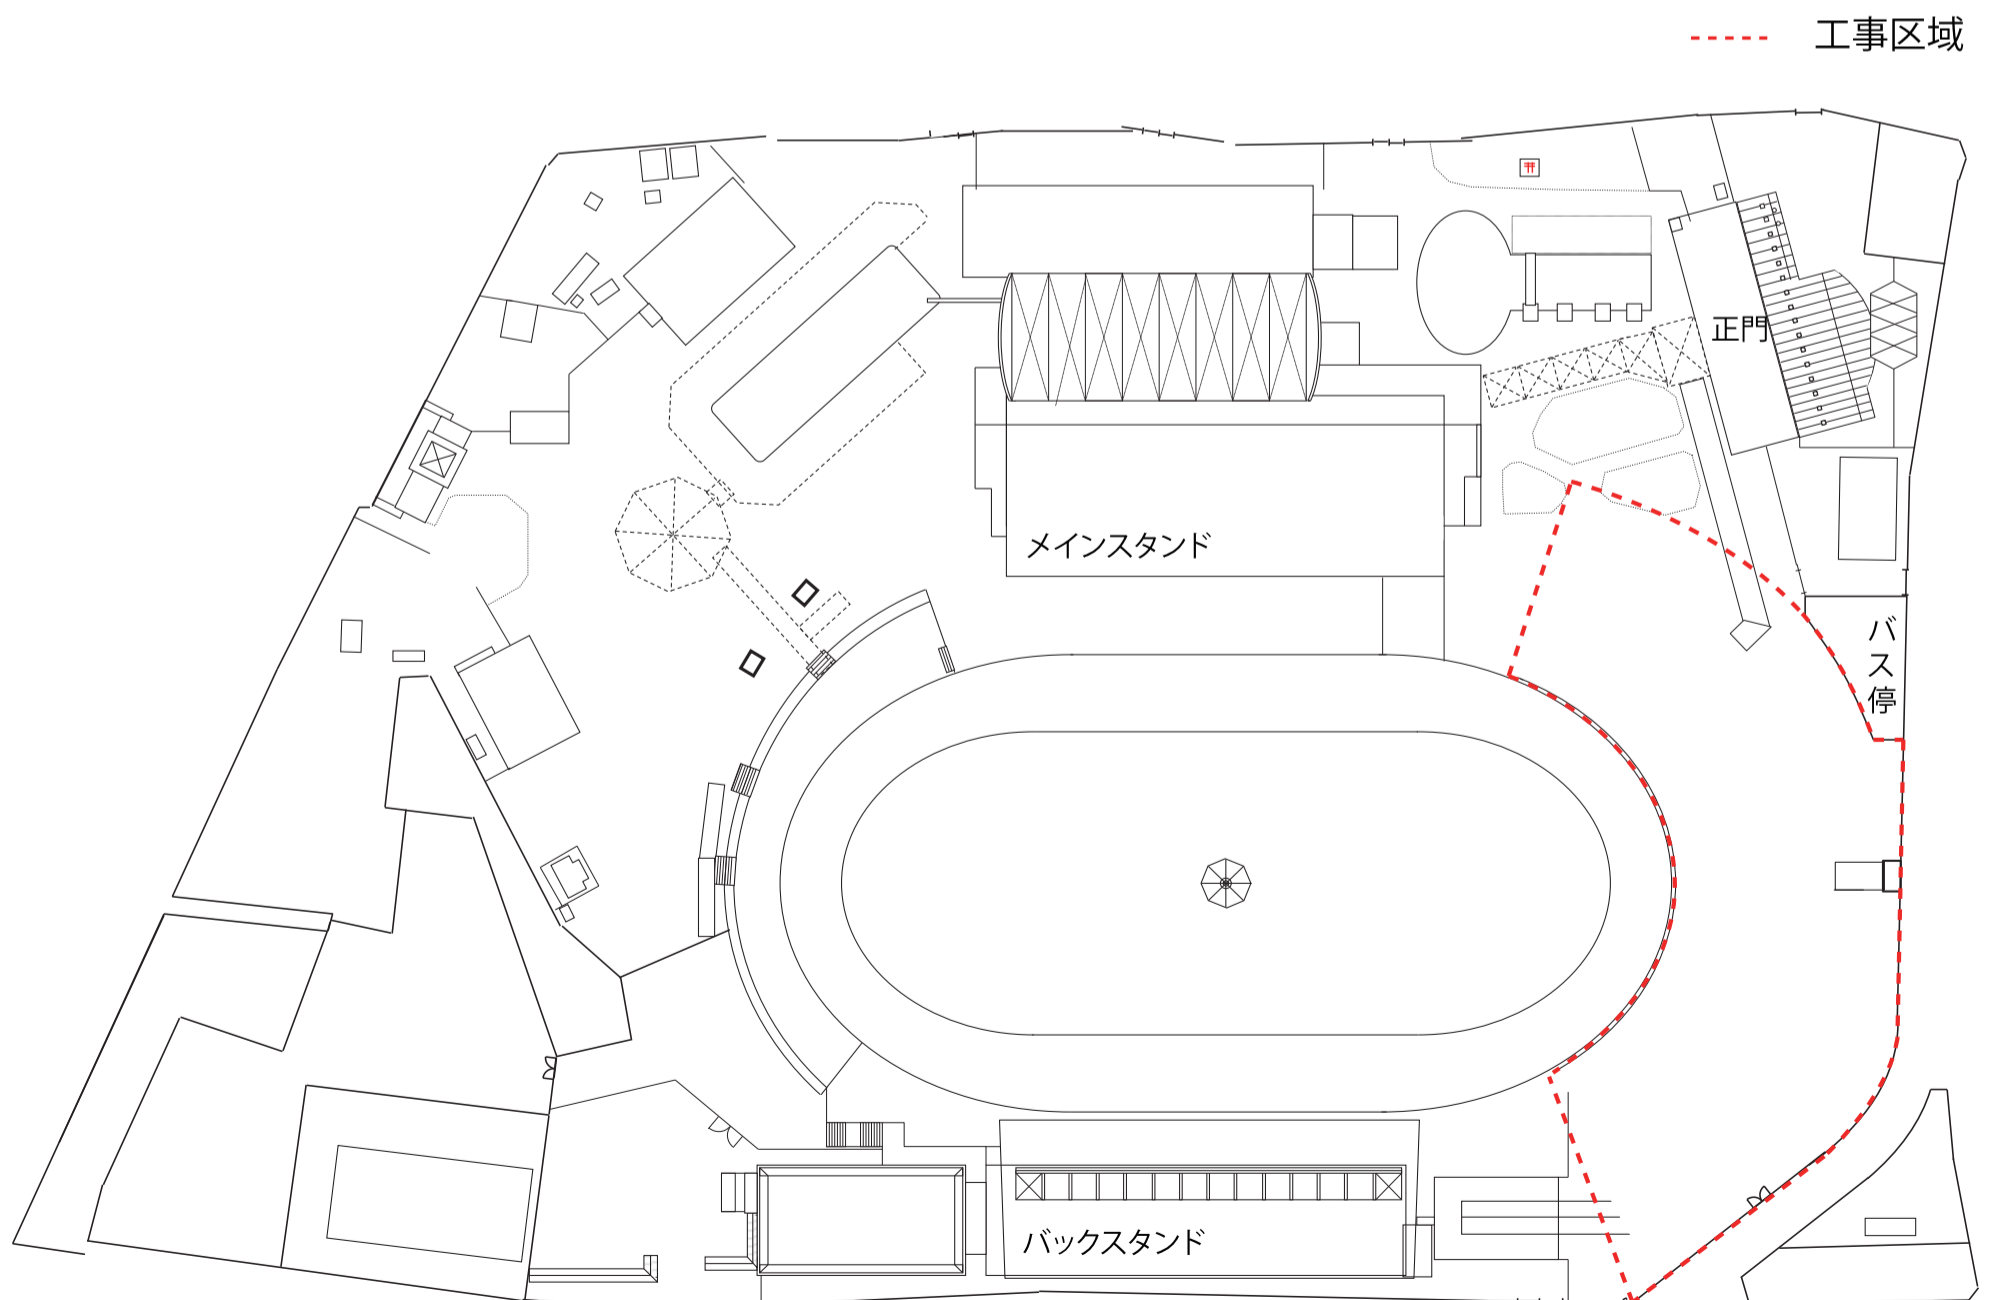 工事区域
正門
メインスタンド
バス停
バックスタンド